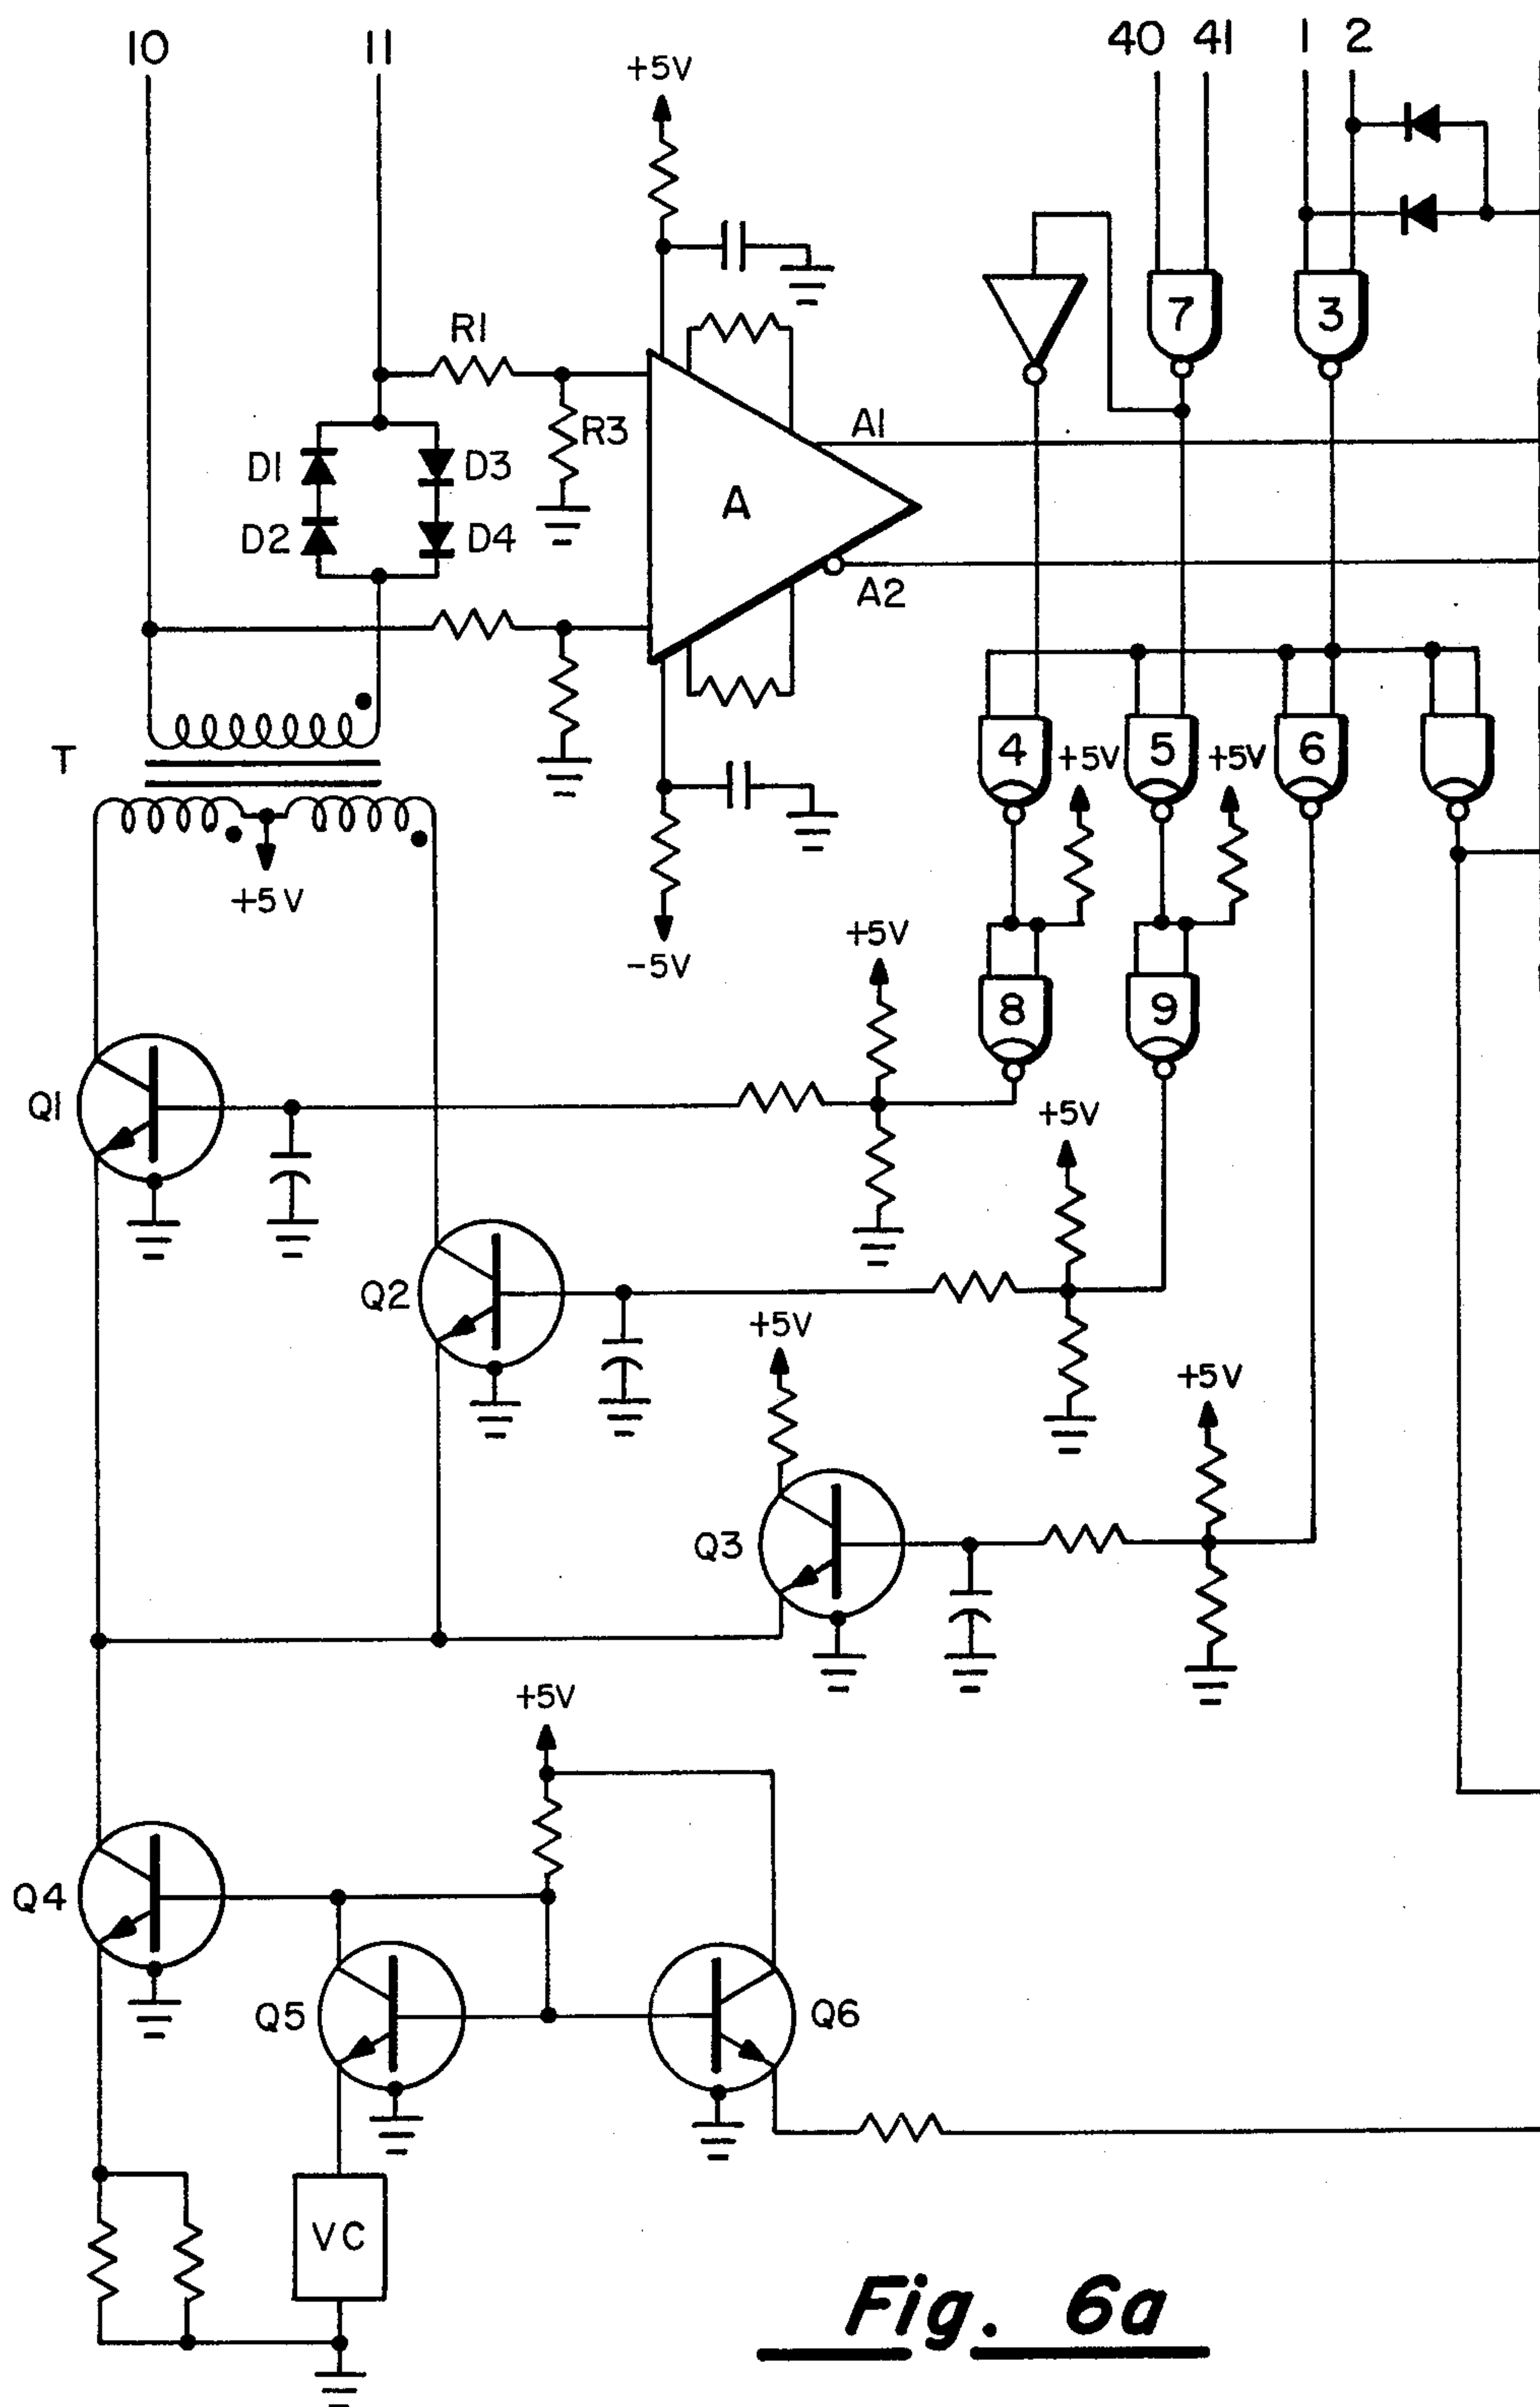 10
11
40
41
1
2
+5V
7
3
R1
R3
A1
D1
D3
A
D2
D4
A2
T
4
+5V
5
+5V
6
+5V
-5V
+5V
8
9
Q1
+5V
Q2
+5V
+5V
Q3
+5V
Q4
Q5
Q6
VC
Fig. 6a